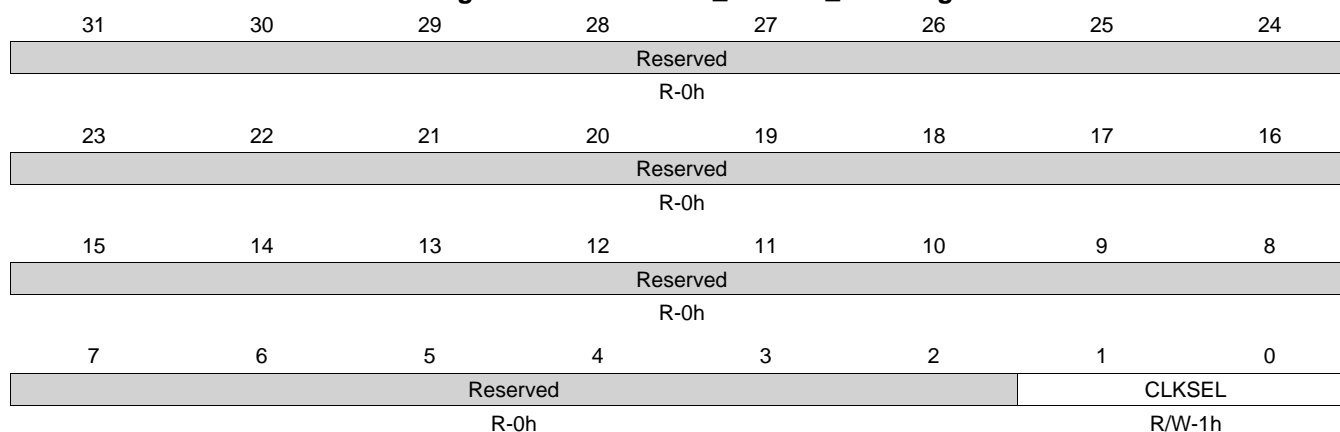 31 30 29 28 27 26 25 24
Reserved
R-0h
23 22 21 20 19 18 17 16
Reserved
R-0h
15 14 13 12 11 10 9 8
Reserved
R-0h
7 6 5 4 3 2 1 0
Reserved CLKSEL
R-0h R/W-1h